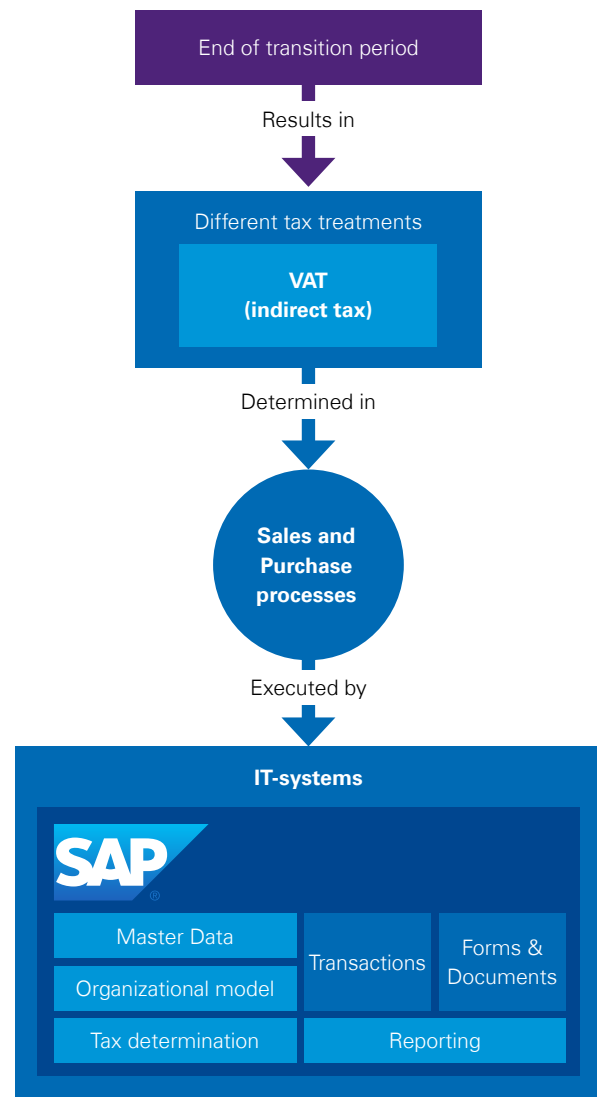 End of transition period
Results in
Different tax treatments
VAT
(indirect tax)
Determined in
Sales and
Purchase
processes
Executed by
IT-systems
SAP
®
Master Data
Organizational model
Tax determination
Transactions
Forms &
Documents
Reporting